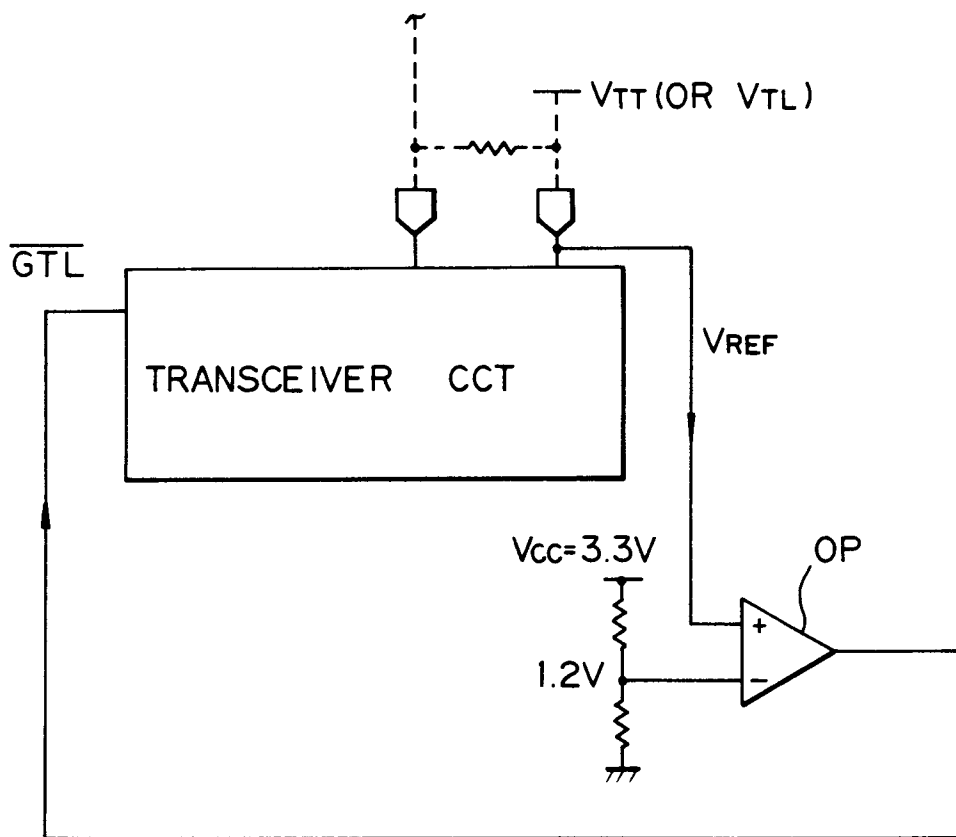 VTT (OR VTL)
GTL
VREF
TRANSCEIVER CCT
VCC=3.3V
OP
+
1.2V
−